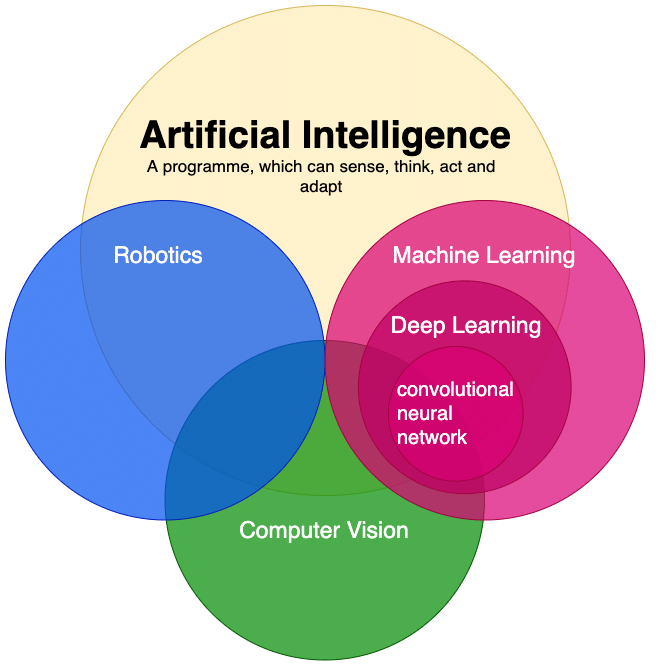 Artificial Intelligence
A programme, which can sense, think, act and
adapt
Robotics
Machine Learning
Deep Learning
convolutional
neural
network
Computer Vision